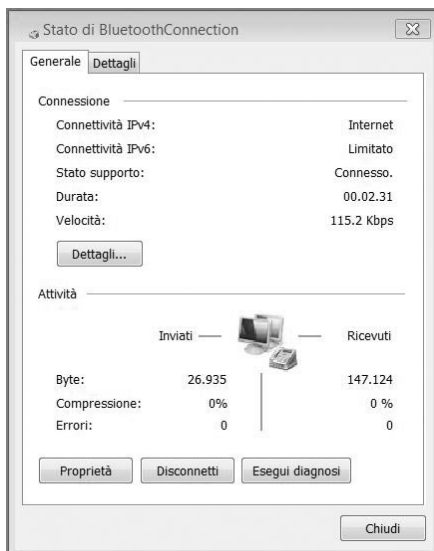 Stato di BluetoothConnection
Generale Dettagli
Connessione
Connettività IPv4: Internet
Connettività IPv6: Limitato
Stato supporto: Connesso.
Durata: 00.02.31
Velocità: 115.2 Kbps
Dettagli...
Attività
Inviati Ricevuti
Byte: 26.935 147.124
Compressione: 0% 0 %
Errori: 0 0
Proprietà Disconnetti Esegui diagnosi
Chiudi